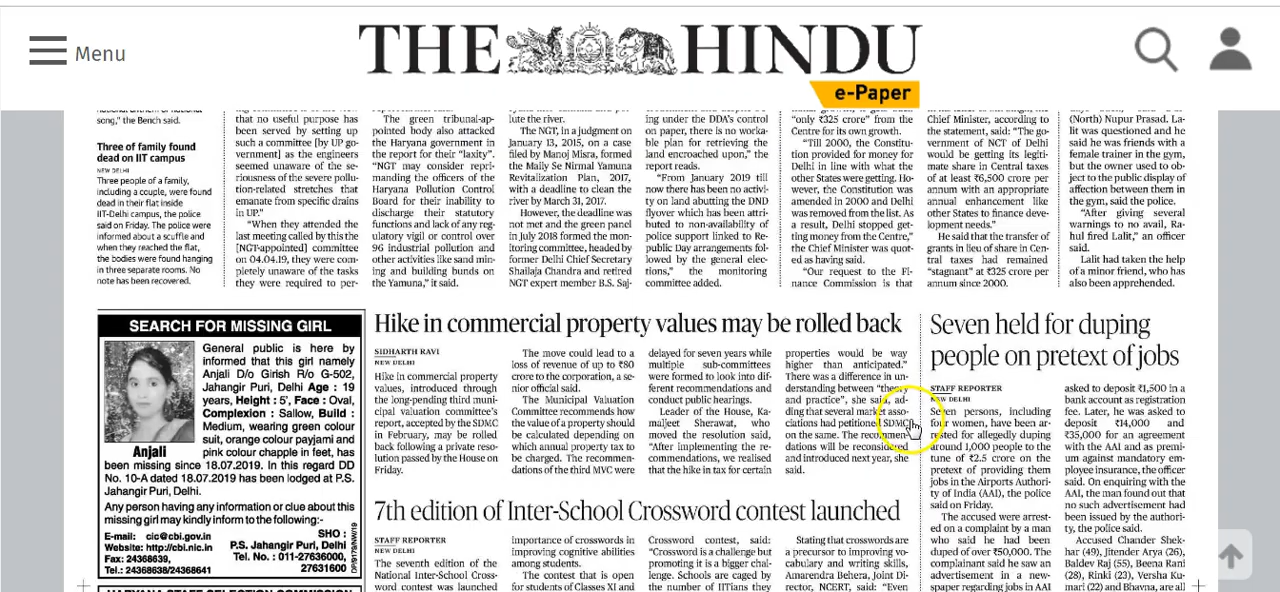 Menu
THE HINDU
e-Paper
song," the Bench said.
Three of family found
dead on IIT campus
NEW DELHI
Three people of a family,
including a couple, were found
dead in their flat inside
IIT-Delhi campus, the police
said on Friday. The police were
informed about a scuffle and
when they reached the flat,
the bodies were found hanging
in three separate rooms. No
note has been recovered.
that no useful purpose has
been served by setting up
such a committee [by UP gov-
ernment] as the engineers
seemed unaware of the se-
riousness of the severe pollu-
tion-related stretches that
emanate from specific drains
in UP."
"When they attended the
last meeting called by this the
[NGT-appointed] committee
on 04.04.19, they were com-
pletely unaware of the tasks
they were required to per-
The green tribunal-ap-
pointed body also attacked
the Haryana government in
the report for their "laxity".
"NGT may consider repri-
manding the officers of the
Haryana Pollution Control
Board for their inability to
discharge their statutory
functions and lack of any reg-
ulatory vigil or control over
96 industrial pollution and
other activities like sand min-
ing and building bunds on
the Yamuna," it said.
lute the river.
The NGT, in a judgment on
January 13, 2015, on a case
filed by Manoj Misra, formed
the Maily Se Nirmal Yamuna
Revitalization Plan, 2017,
with a deadline to clean the
river by March 31, 2017.
However, the deadline was
not met and the green panel
in July 2018 formed the mon-
itoring committee, headed by
former Delhi Chief Secretary
Shailaja Chandra and retired
NGT expert member B.S. Saj-
ing under the DDA's control
on paper, there is no worka-
ble plan for retrieving the
land encroached upon," the
report reads.
"From January 2019 till
now there has been no activi-
ty on land abutting the DND
flyover which has been attri-
buted to non-availability of
police support linked to Re-
public Day arrangements fol-
lowed by the general elec-
tions," the monitoring
committee added.
"only ₹325 crore" from the
Centre for its own growth.
"Till 2000, the Constitu-
tion provided for money for
Delhi in line with what the
other States were getting. Ho-
wever, the Constitution was
amended in 2000 and Delhi
was removed from the list. As
a result, Delhi stopped get-
ting money from the Centre,"
the Chief Minister was quot-
ed as having said.
"Our request to the Fi-
nance Commission is that
Chief Minister, according to
the statement, said: "The go-
vernment of NCT of Delhi
would be getting its legiti-
mate share in Central taxes
of at least ₹6,500 crore per
annum with an appropriate
annual enhancement like
other States to finance deve-
lopment needs."
He said that the transfer of
grants in lieu of share in Cen-
tral taxes had remained
"stagnant" at ₹325 crore per
annum since 2000.
(North) Nupur Prasad. La-
lit was questioned and he
said he was friends with a
female trainer in the gym,
but the owner used to ob-
ject to the public display of
affection between them in
the gym, said the police.
"After giving several
warnings to no avail, Ra-
hul fired Lalit," an officer
said.
Lalit had taken the help
of a minor friend, who has
also been apprehended.
SEARCH FOR MISSING GIRL
General public is here by
informed that this girl namely
Anjali D/o Girish R/o G-502,
Jahangir Puri, Delhi Age : 19
years, Height : 5', Face : Oval,
Complexion : Sallow, Build :
Medium, wearing green colour
suit, orange colour payjami and
pink colour chapple in feet, has
Anjali
been missing since 18.07.2019. In this regard DD
No. 10-A dated 18.07.2019 has been lodged at P.S.
Jahangir Puri, Delhi.
Any person having any information or clue about this
missing girl may kindly inform to the following:-
E-mail: cic@cbi.gov.in
Website: http://cbi.nic.in
Fax: 24368639,
Tel.: 24368638/24368641
SHO :
P.S. Jahangir Puri, Delhi
Tel. No. : 011-27636000,
27631600
HARYANA STAFF SELECTION COMMISSION
Hike in commercial property values may be rolled back
SIDHARTH RAVI
NEW DELHI
Hike in commercial property
values, introduced through
the long-pending third muni-
cipal valuation committee's
report, accepted by the SDMC
in February, may be rolled
back following a private reso-
lution passed by the House on
Friday.
The move could lead to a
loss of revenue of up to ₹80
crore to the corporation, a se-
nior official said.
The Municipal Valuation
Committee recommends how
the value of a property should
be calculated depending on
which annual property tax to
be charged. The recommen-
dations of the third MVC were
delayed for seven years while
multiple sub-committees
were formed to look into dif-
ferent recommendations and
conduct public hearings.
Leader of the House, Ka-
maljeet Sherawat, who
moved the resolution said,
"After implementing the re-
commendations, we realised
that the hike in tax for certain
properties would be way
higher than anticipated."
There was a difference in un-
derstanding between "theory
and practice", she said, ad-
ding that several market asso-
ciations had petitioned SDMC
on the same. The recommen-
dations will be reconsidered
and introduced next year, she
said.
7th edition of Inter-School Crossword contest launched
STAFF REPORTER
NEW DELHI
The seventh edition of the
National Inter-School Cross-
word contest was launched
importance of crosswords in
improving cognitive abilities
among students.
The contest that is open
for students of Classes XI and
Crossword contest, said:
"Crossword is a challenge but
promoting it is a bigger chal-
lenge. Schools are caged by
the number of IITians they
Stating that crosswords are
a precursor to improving vo-
cabulary and writing skills,
Amarendra Behera, Joint Di-
rector, NCERT, said: "Even
Seven held for duping
people on pretext of jobs
STAFF REPORTER
NEW DELHI
Seven persons, including
four women, have been ar-
rested for allegedly duping
around 1,000 people to the
tune of ₹2.5 crore on the
pretext of providing them
jobs in the Airports Authori-
ty of India (AAI), the police
said on Friday.
The accused were arrest-
ed on a complaint by a man
who said he had been
duped of over ₹50,000. The
complainant said he saw an
advertisement in a news-
paper regarding jobs in AAI
asked to deposit ₹1,500 in a
bank account as registration
fee. Later, he was asked to
deposit ₹14,000 and
₹35,000 for an agreement
with the AAI and as premi-
um against mandatory em-
ployee insurance, the officer
said. On enquiring with the
AAI, the man found out that
no such advertisement had
been issued by the authori-
ty, the police said.
Accused Chander Shek-
har (49), Jitender Arya (26),
Baldev Raj (55), Beena Rani
(28), Rinki (23), Versha Ku-
mari (22) and Bhavna, are all